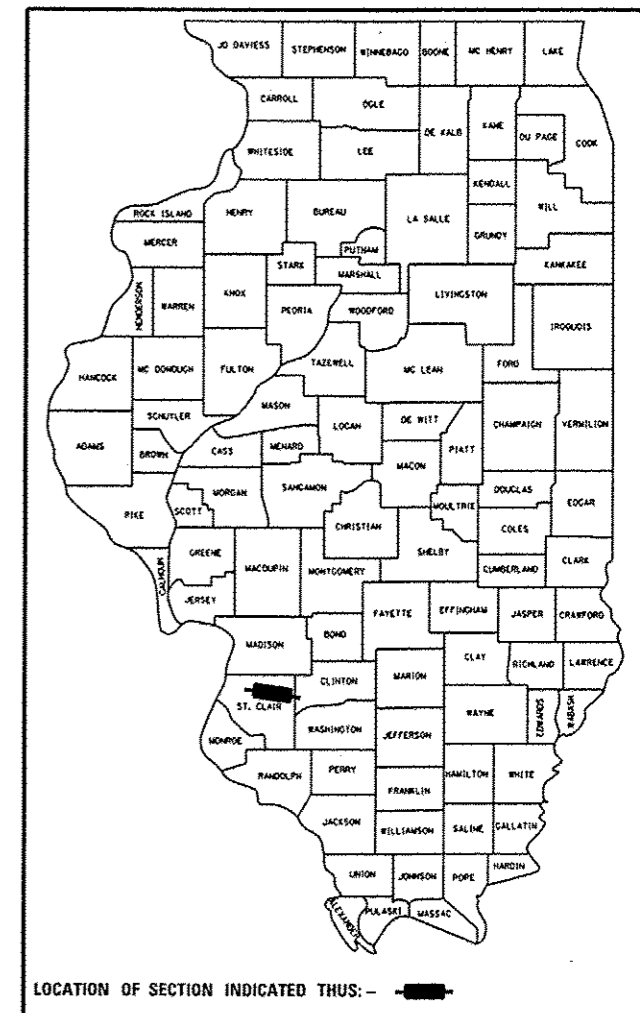 JO DAVIESS STEPHENSON WINNEBAGO BOONE MC HENRY LAKE
CARROLL OGLE DE KALB KANE DU PAGE COOK
WHITESIDE LEE
KENDALL WILL
ROCK ISLAND HENRY BUREAU LA SALLE GRUNDY
MERCER PUTNAM
STARK MARSHALL KANKAKEE
HENDERSON WARREN KNOX PEORIA WOODFORD LIVINGSTON IROQUOIS
HANCOCK MC DONOUGH FULTON TAZEWELL MC LEAN FORD
MASON
SCHUYLER LOGAN DE WITT CHAMPAIGN VERMILION
ADAMS BROWN CASS MENARD PIATT
MACON
MORGAN SANGAMON DOUGLAS EDGAR
PIKE SCOTT CHRISTIAN MOULTRIE COLES
GREENE MACOUPIN MONTGOMERY SHELBY CUMBERLAND CLARK
CALHOUN JERSEY FAYETTE EFFINGHAM JASPER CRAWFORD
MADISON BOND CLAY RICHLAND LAWRENCE
CLINTON MARION
ST. CLAIR WAYNE EDWARDS WABASH
MONROE WASHINGTON JEFFERSON
RANDOLPH PERRY HAMILTON WHITE
FRANKLIN
JACKSON WILLIAMSON SALINE GALLATIN
UNION JOHNSON POPE HARDIN
ALEXANDER PULASKI MASSAC
LOCATION OF SECTION INDICATED THUS: –